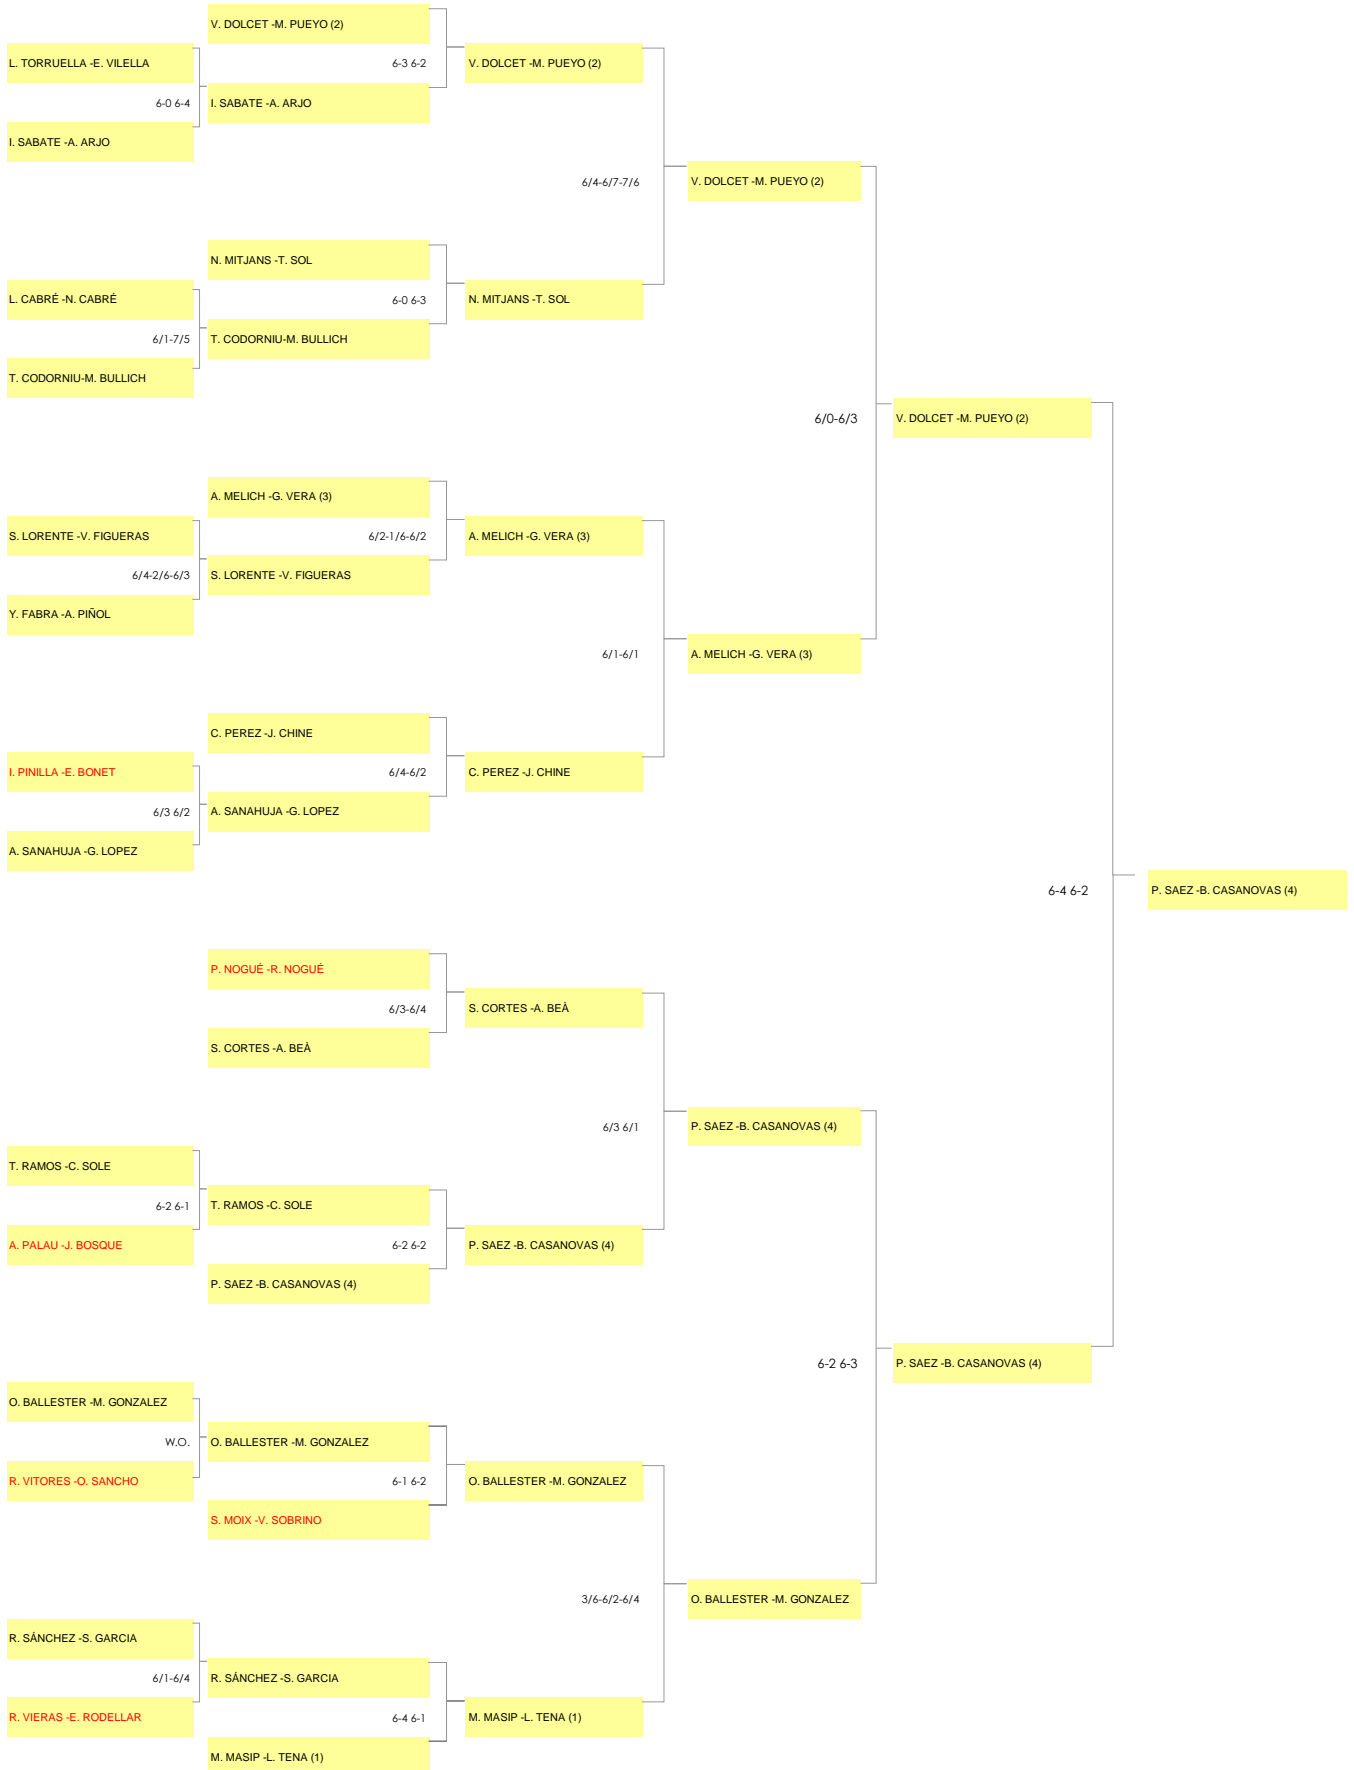 V. DOLCET -M. PUEYO (2)
L. TORRUELLA -E. VILELLA
6-3 6-2
V. DOLCET -M. PUEYO (2)
6-0 6-4
I. SABATE -A. ARJO
I. SABATE -A. ARJO
6/4-6/7-7/6
V. DOLCET -M. PUEYO (2)
N. MITJANS -T. SOL
L. CABRÉ -N. CABRÉ
6-0 6-3
N. MITJANS -T. SOL
6/1-7/5
T. CODORNIU-M. BULLICH
T. CODORNIU-M. BULLICH
6/0-6/3
V. DOLCET -M. PUEYO (2)
A. MELICH -G. VERA (3)
S. LORENTE -V. FIGUERAS
6/2-1/6-6/2
A. MELICH -G. VERA (3)
6/4-2/6-6/3
S. LORENTE -V. FIGUERAS
Y. FABRA -A. PIÑOL
6/1-6/1
A. MELICH -G. VERA (3)
C. PEREZ -J. CHINE
I. PINILLA -E. BONET
6/4-6/2
C. PEREZ -J. CHINE
6/3 6/2
A. SANAHUJA -G. LOPEZ
A. SANAHUJA -G. LOPEZ
6-4 6-2
P. SAEZ -B. CASANOVAS (4)
P. NOGUÉ -R. NOGUÉ
6/3-6/4
S. CORTES -A. BEÀ
S. CORTES -A. BEÀ
6/3 6/1
P. SAEZ -B. CASANOVAS (4)
T. RAMOS -C. SOLE
6-2 6-1
T. RAMOS -C. SOLE
A. PALAU -J. BOSQUE
6-2 6-2
P. SAEZ -B. CASANOVAS (4)
P. SAEZ -B. CASANOVAS (4)
6-2 6-3
P. SAEZ -B. CASANOVAS (4)
O. BALLESTER -M. GONZALEZ
W.O.
O. BALLESTER -M. GONZALEZ
R. VITORES -O. SANCHO
6-1 6-2
O. BALLESTER -M. GONZALEZ
S. MOIX -V. SOBRINO
3/6-6/2-6/4
O. BALLESTER -M. GONZALEZ
R. SÁNCHEZ -S. GARCIA
6/1-6/4
R. SÁNCHEZ -S. GARCIA
R. VIERAS -E. RODELLAR
6-4 6-1
M. MASIP -L. TENA (1)
M. MASIP -L. TENA (1)